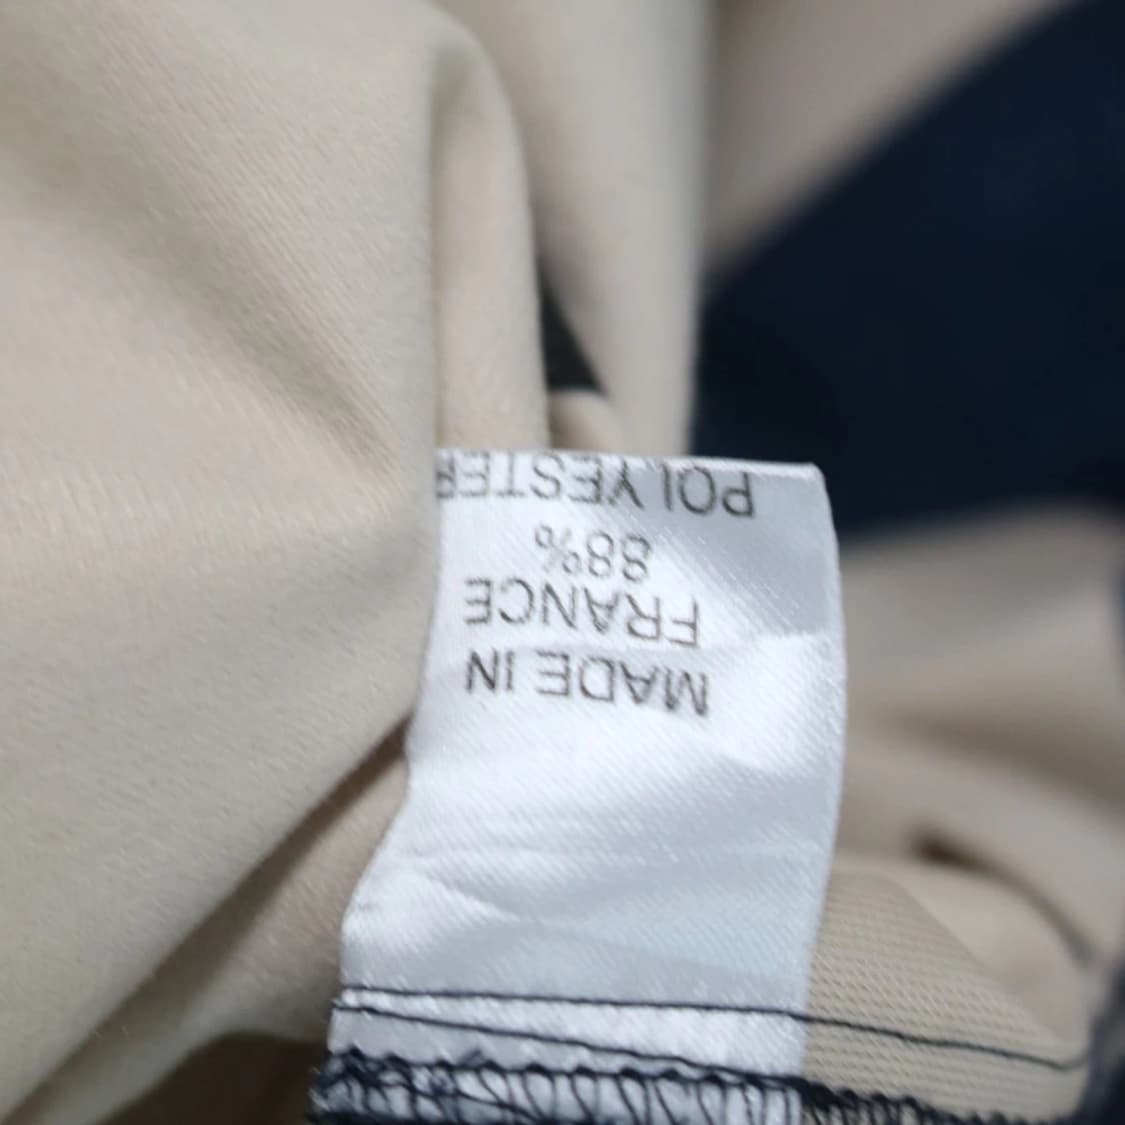 MADE IN
FRANCE
88%
POLYESTER